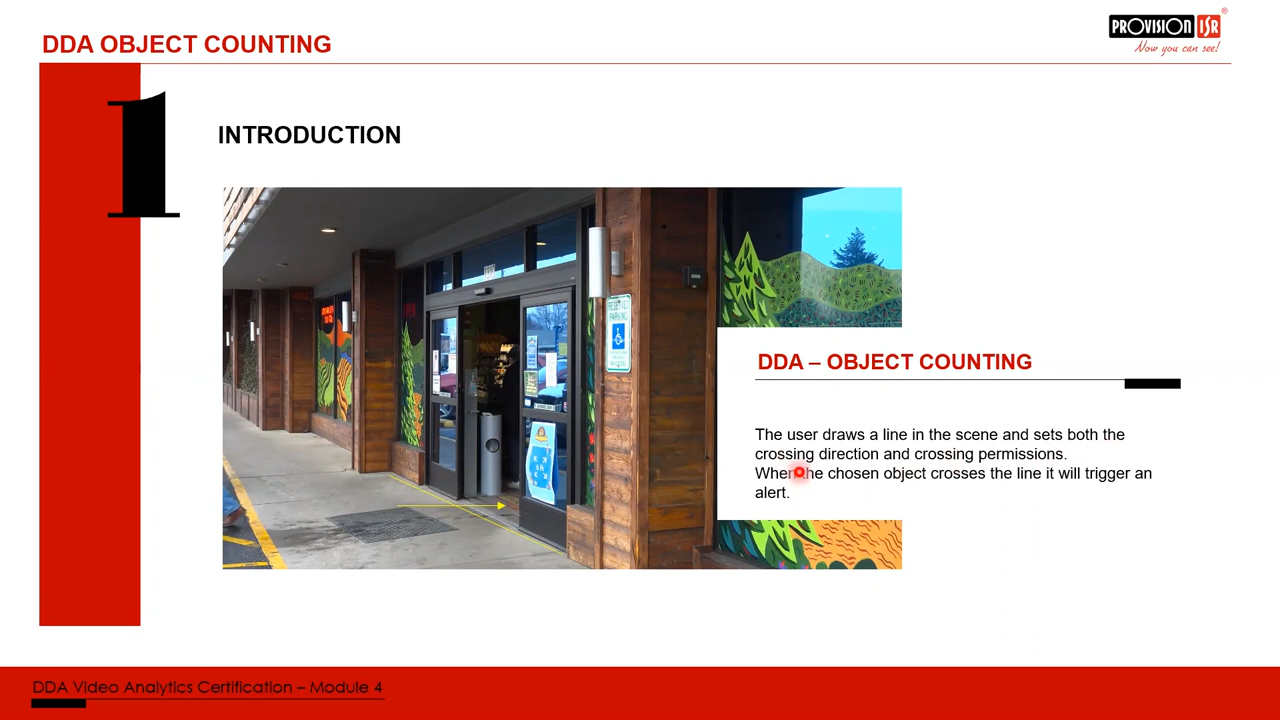 DDA OBJECT COUNTING
PROVISION ISR ®
Now you can see!
1
INTRODUCTION
RESERVED
PARKING
DDA – OBJECT COUNTING
The user draws a line in the scene and sets both the
crossing direction and crossing permissions.
When the chosen object crosses the line it will trigger an
alert.
DDA Video Analytics Certification – Module 4